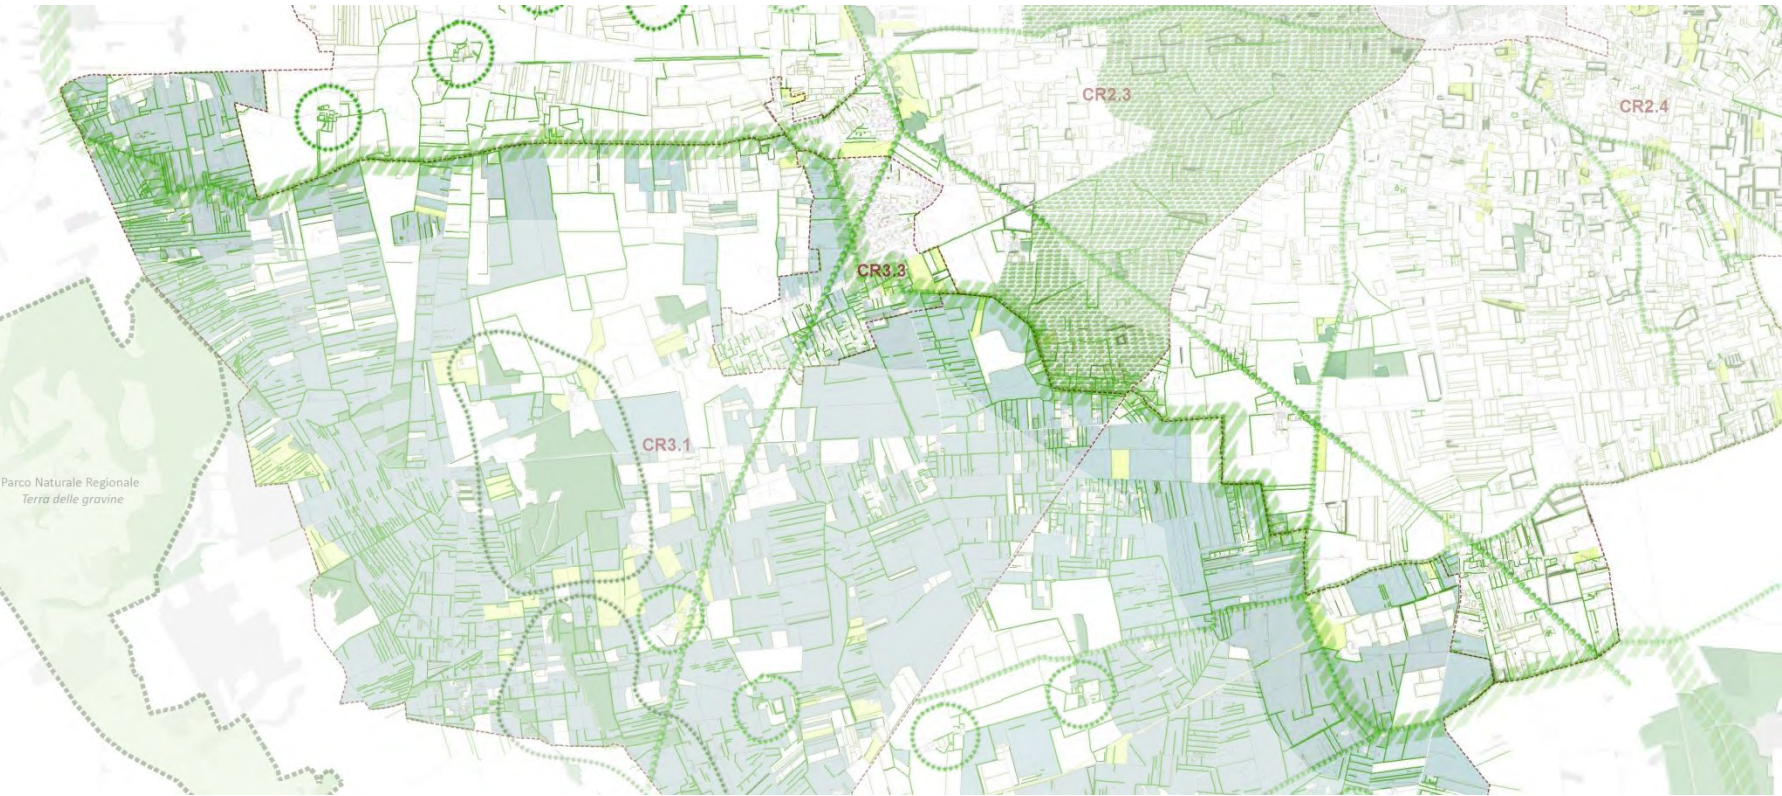 CR2.3
CR2.4
CR3.3
CR3.1
Parco Naturale Regionale
Terra delle gravine